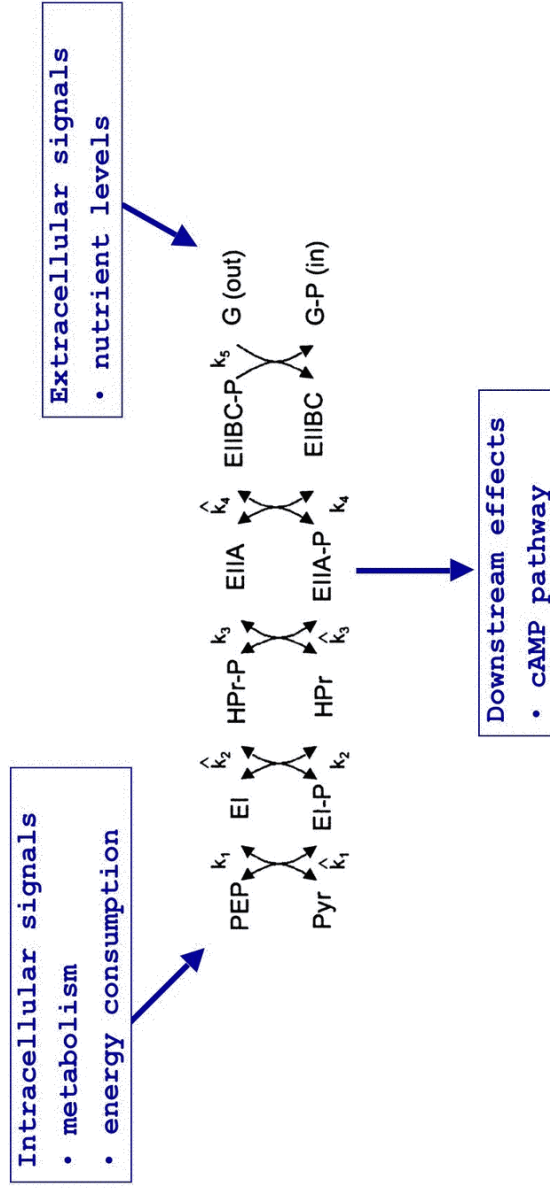 Intracellular signals
• metabolism
• energy consumption
Extracellular signals
• nutrient levels
PEP k₁ EI k̂₂ HPr-P k₃ EIIA k̂₄ EIIBC-P k₅ G (out)
Pyr k̂₁ EI-P k₂ HPr k̂₃ EIIA-P k₄ EIIBC G-P (in)
Downstream effects
• cAMP pathway